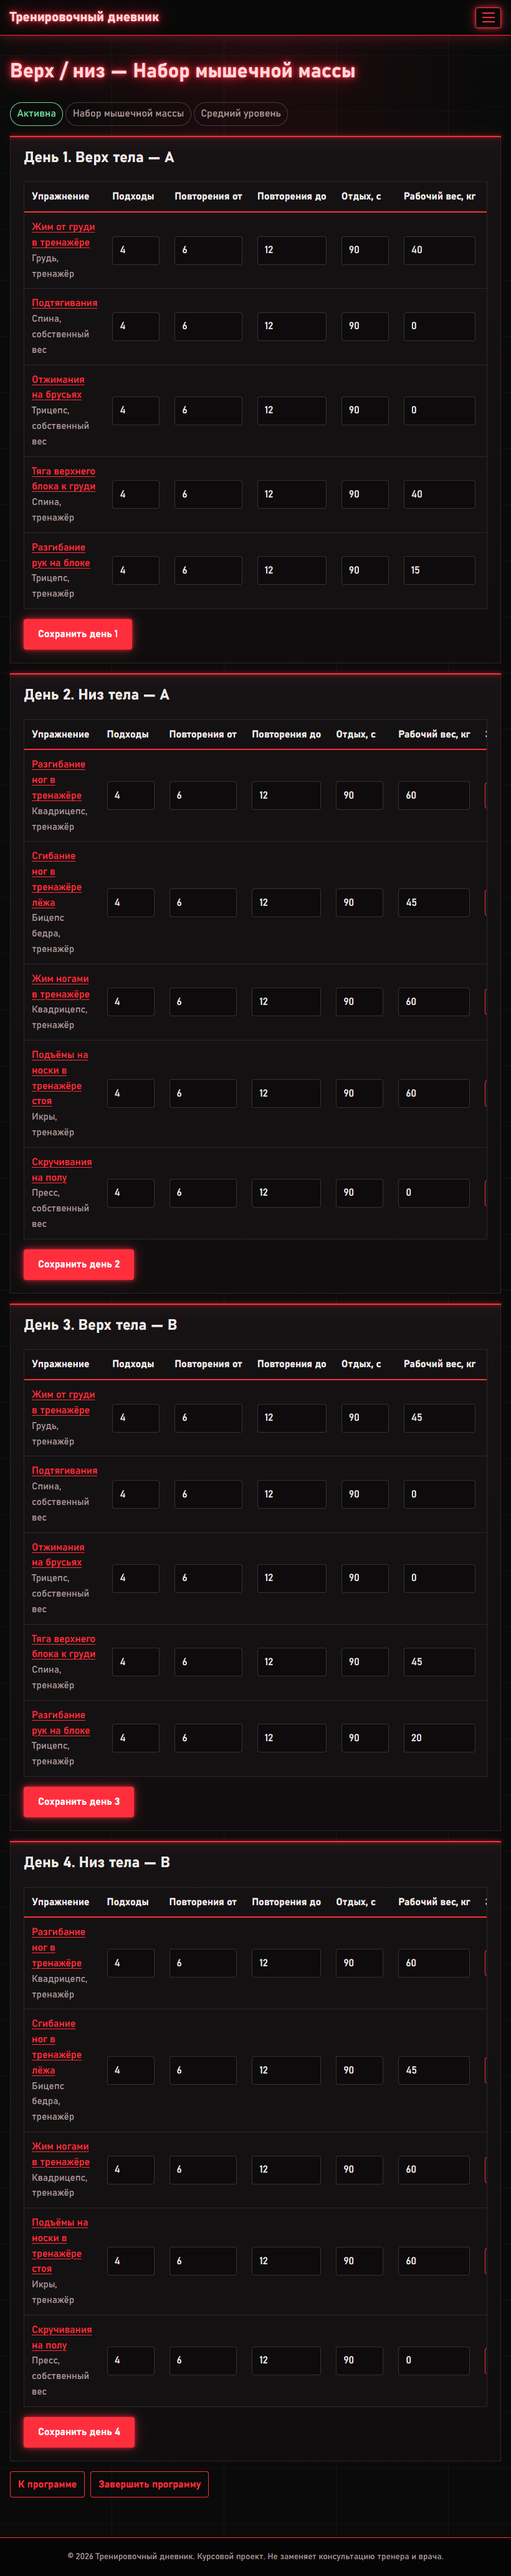 Тренировочный дневник
Верх / низ — Набор мышечной массы
Активна Набор мышечной массы Средний уровень
День 1. Верх тела — A
Упражнение Подходы Повторения от Повторения до Отдых, с Рабочий вес, кг
Жим от груди
в тренажёре
Грудь,
тренажёр
4 6 12 90 40
Подтягивания
Спина,
собственный
вес
4 6 12 90 0
Отжимания
на брусьях
Трицепс,
собственный
вес
4 6 12 90 0
Тяга верхнего
блока к груди
Спина,
тренажёр
4 6 12 90 40
Разгибание
рук на блоке
Трицепс,
тренажёр
4 6 12 90 15
Сохранить день 1
День 2. Низ тела — A
Упражнение Подходы Повторения от Повторения до Отдых, с Рабочий вес, кг
Разгибание
ног в
тренажёре
Квадрицепс,
тренажёр
4 6 12 90 60
Сгибание
ног в
тренажёре
лёжа
Бицепс
бедра,
тренажёр
4 6 12 90 45
Жим ногами
в тренажёре
Квадрицепс,
тренажёр
4 6 12 90 60
Подъёмы на
носки в
тренажёре
стоя
Икры,
тренажёр
4 6 12 90 60
Скручивания
на полу
Пресс,
собственный
вес
4 6 12 90 0
Сохранить день 2
День 3. Верх тела — B
Упражнение Подходы Повторения от Повторения до Отдых, с Рабочий вес, кг
Жим от груди
в тренажёре
Грудь,
тренажёр
4 6 12 90 45
Подтягивания
Спина,
собственный
вес
4 6 12 90 0
Отжимания
на брусьях
Трицепс,
собственный
вес
4 6 12 90 0
Тяга верхнего
блока к груди
Спина,
тренажёр
4 6 12 90 45
Разгибание
рук на блоке
Трицепс,
тренажёр
4 6 12 90 20
Сохранить день 3
День 4. Низ тела — B
Упражнение Подходы Повторения от Повторения до Отдых, с Рабочий вес, кг
Разгибание
ног в
тренажёре
Квадрицепс,
тренажёр
4 6 12 90 60
Сгибание
ног в
тренажёре
лёжа
Бицепс
бедра,
тренажёр
4 6 12 90 45
Жим ногами
в тренажёре
Квадрицепс,
тренажёр
4 6 12 90 60
Подъёмы на
носки в
тренажёре
стоя
Икры,
тренажёр
4 6 12 90 60
Скручивания
на полу
Пресс,
собственный
вес
4 6 12 90 0
Сохранить день 4
К программе Завершить программу
© 2026 Тренировочный дневник. Курсовой проект. Не заменяет консультацию тренера и врача.